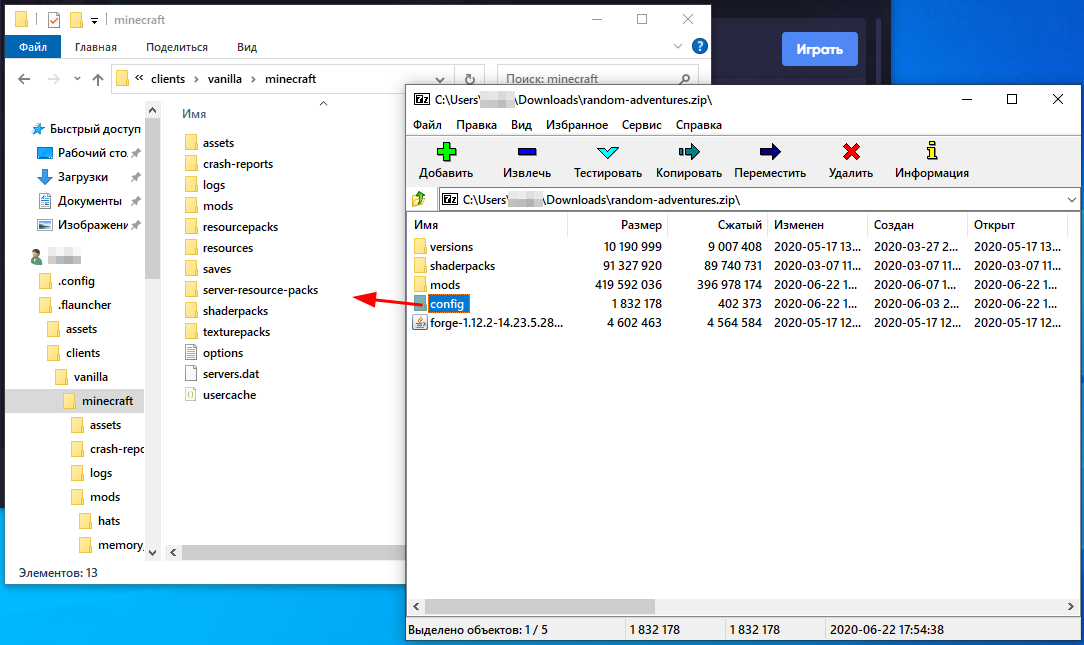 minecraft
Файл Главная Поделиться Вид
« clients › vanilla › minecraft
Поиск: minecraft
Играть
Быстрый доступ
Рабочий сто.
Загрузки
Документы
Изображени
.config
.flauncher
assets
clients
vanilla
minecraft
assets
crash-repo
logs
mods
hats
memory_
Имя
assets
crash-reports
logs
mods
resourcepacks
resources
saves
server-resource-packs
shaderpacks
texturepacks
options
servers.dat
usercache
Элементов: 13
C:\Users\ \Downloads\random-adventures.zip\
Файл Правка Вид Избранное Сервис Справка
Добавить Извлечь Тестировать Копировать Переместить Удалить Информация
C:\Users\ \Downloads\random-adventures.zip\
Имя Размер Сжатый Изменен Создан Открыт
versions 10 190 999 9 007 408 2020-05-17 13... 2020-03-27 2... 2020-05-17 13...
shaderpacks 91 327 920 89 740 731 2020-03-07 11... 2020-03-07 11... 2020-03-07 11...
mods 419 592 036 396 978 174 2020-06-22 1... 2020-06-07 0... 2020-06-22 1...
config 1 832 178 402 373 2020-06-22 1... 2020-06-03 2... 2020-06-22 1...
forge-1.12.2-14.23.5.28... 4 602 463 4 564 584 2020-05-17 12... 2020-05-17 12... 2020-05-17 12...
Выделено объектов: 1 / 5 1 832 178 1 832 178 2020-06-22 17:54:38